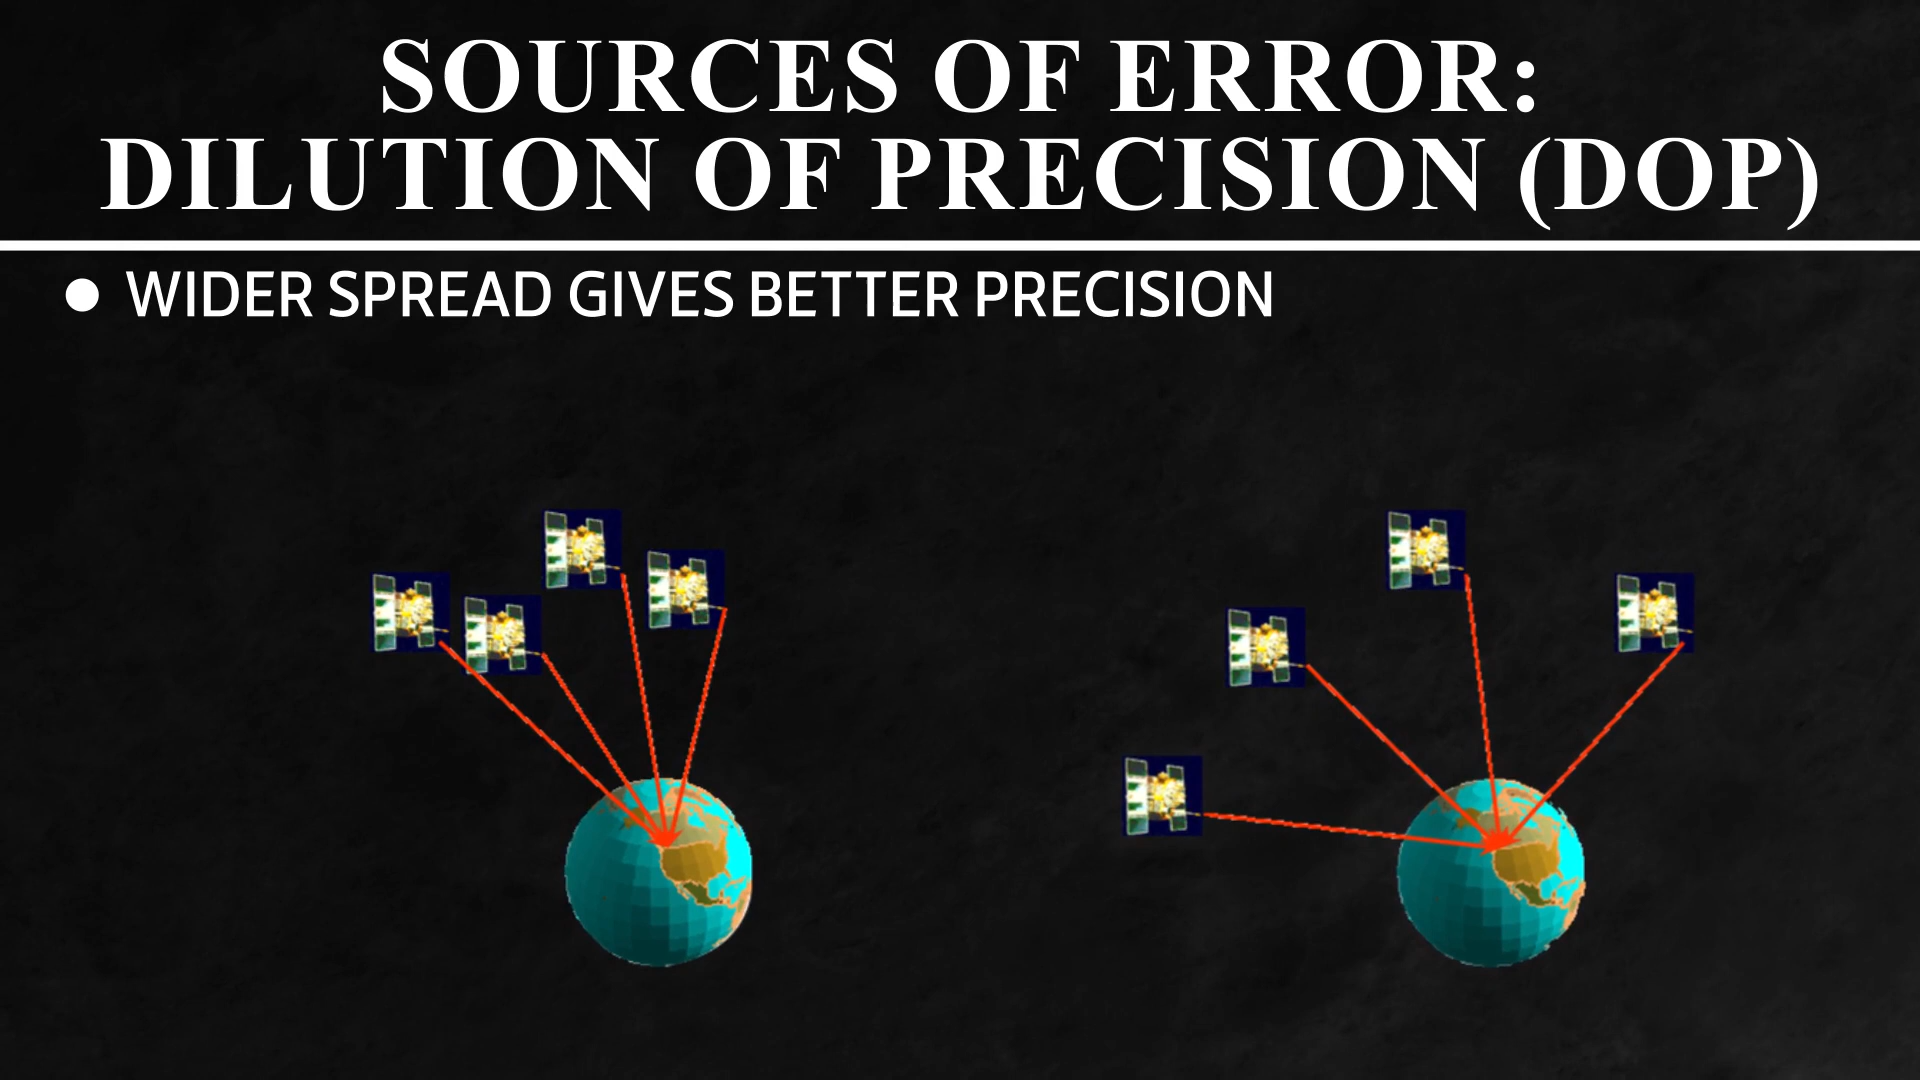 SOURCES OF ERROR:
DILUTION OF PRECISION (DOP)
● WIDER SPREAD GIVES BETTER PRECISION